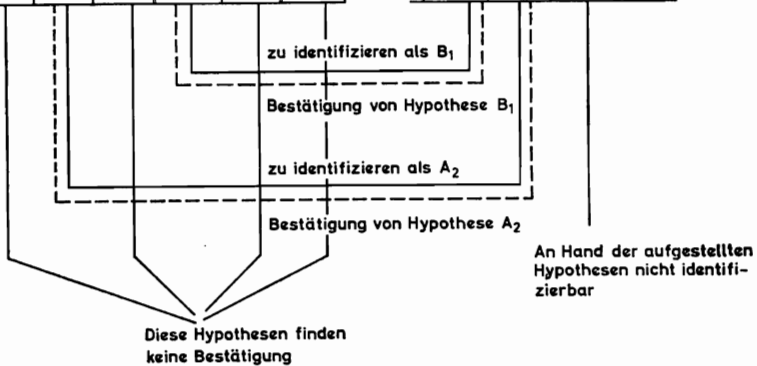 zu identifizieren als B₁
Bestätigung von Hypothese B₁
zu identifizieren als A₂
Bestätigung von Hypothese A₂
An Hand der aufgestellten
Hypothesen nicht identifi-
zierbar
Diese Hypothesen finden
keine Bestätigung